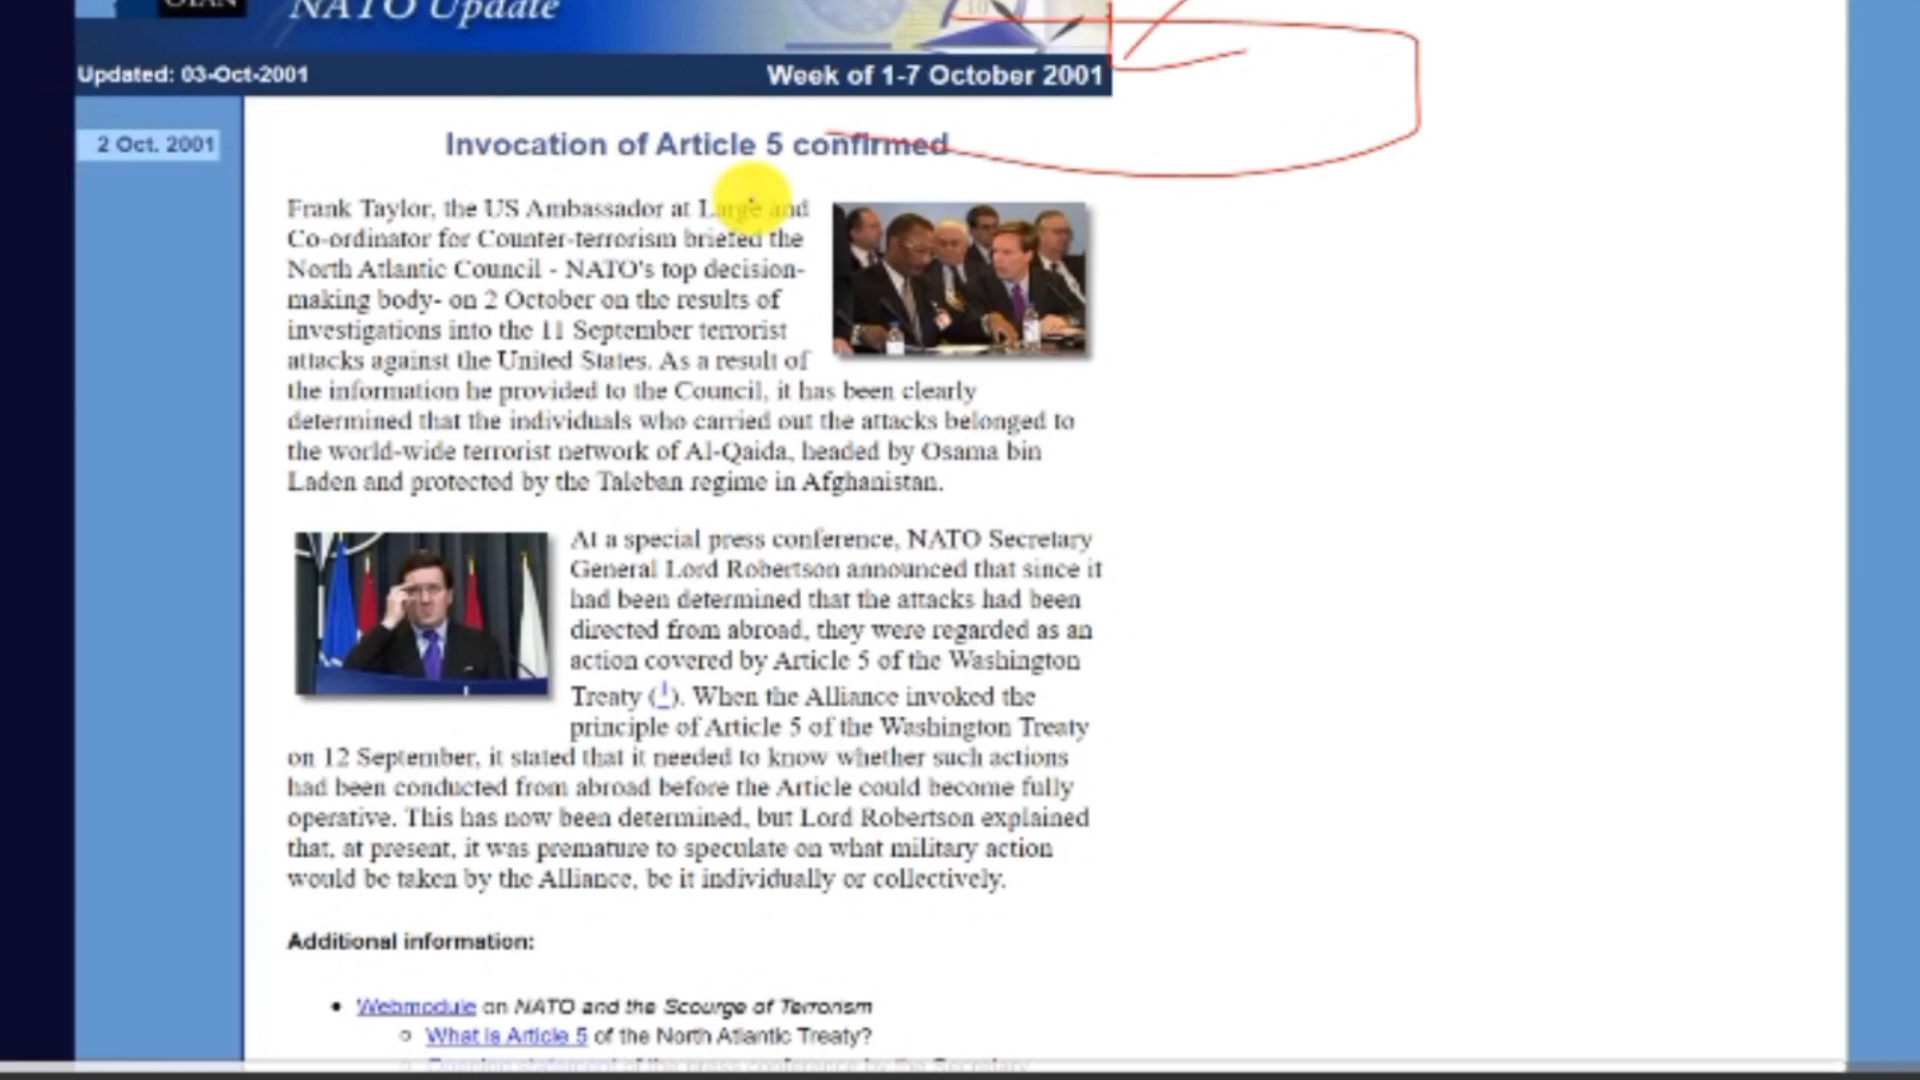 OTAN
NATO Update
10
Updated: 03-Oct-2001
Week of 1-7 October 2001
2 Oct. 2001
Invocation of Article 5 confirmed
Frank Taylor, the US Ambassador at Large and
Co-ordinator for Counter-terrorism briefed the
North Atlantic Council - NATO's top decision-
making body- on 2 October on the results of
investigations into the 11 September terrorist
attacks against the United States. As a result of
the information he provided to the Council, it has been clearly
determined that the individuals who carried out the attacks belonged to
the world-wide terrorist network of Al-Qaida, headed by Osama bin
Laden and protected by the Taleban regime in Afghanistan.
At a special press conference, NATO Secretary
General Lord Robertson announced that since it
had been determined that the attacks had been
directed from abroad, they were regarded as an
action covered by Article 5 of the Washington
Treaty (1). When the Alliance invoked the
principle of Article 5 of the Washington Treaty
on 12 September, it stated that it needed to know whether such actions
had been conducted from abroad before the Article could become fully
operative. This has now been determined, but Lord Robertson explained
that, at present, it was premature to speculate on what military action
would be taken by the Alliance, be it individually or collectively.
Additional information:
• Webmodule on NATO and the Scourge of Terrorism
○ What is Article 5 of the North Atlantic Treaty?
○ Opening statement of the press conference by the Secretary